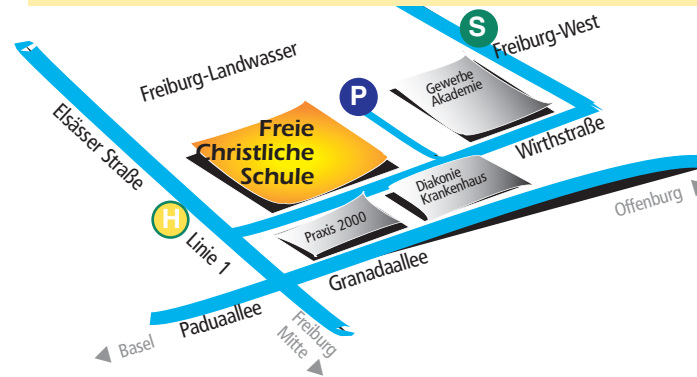 S
Freiburg-West
Freiburg-Landwasser
Gewerbe
Akademie
P
Elsässer Straße
Freie
Christliche
Schule
Wirthstraße
Diakonie
Krankenhaus
Offenburg
H
Linie 1
Praxis 2000
Granadaallee
Paduaallee
Basel
Freiburg
Mitte